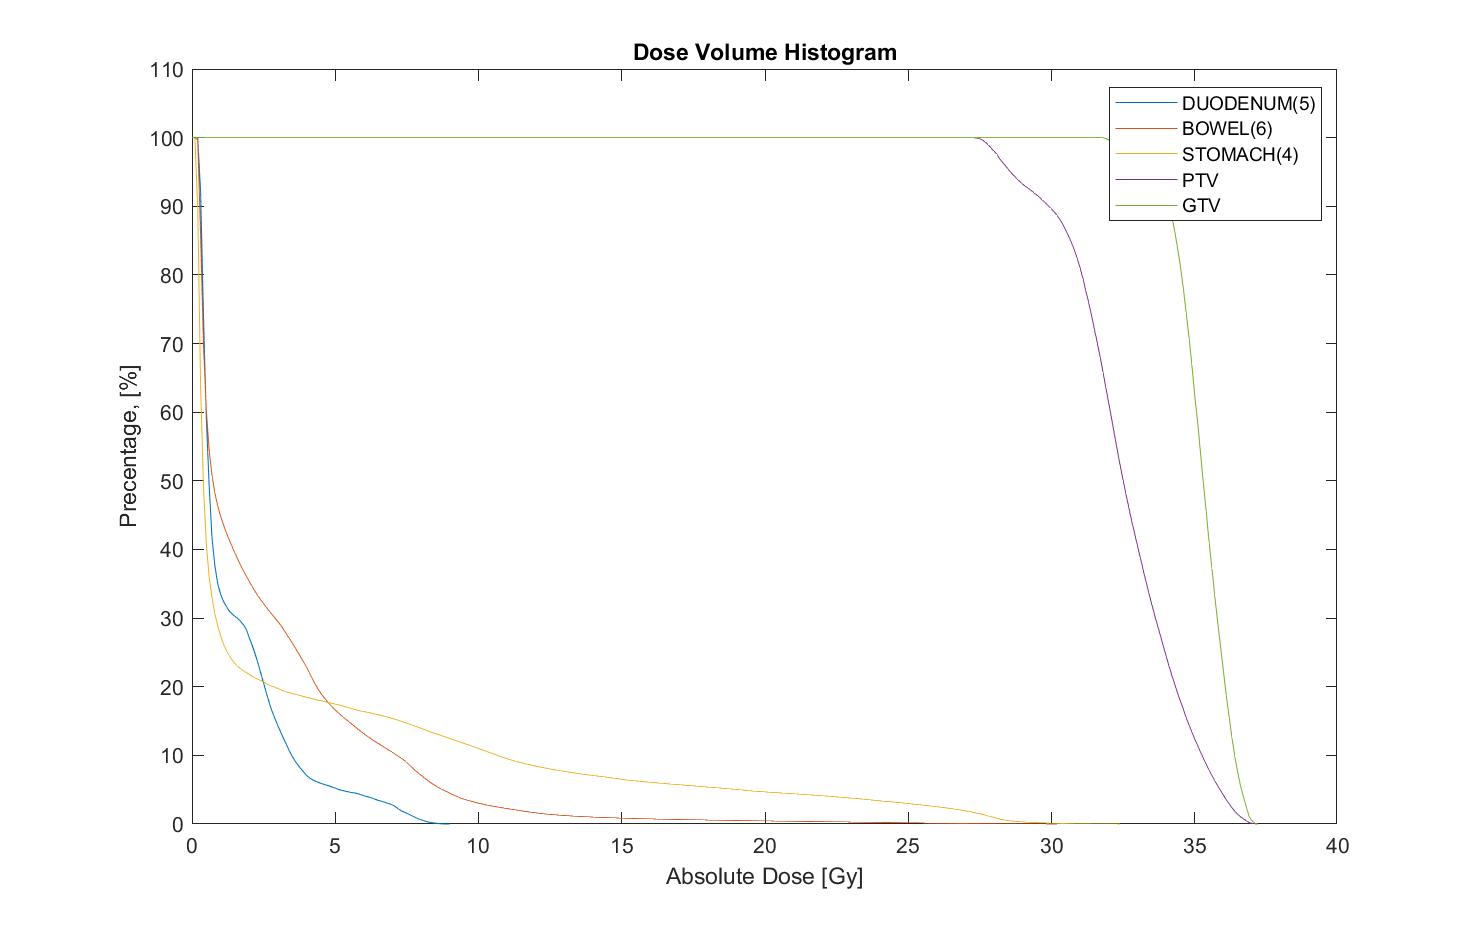 Dose Volume Histogram
110
100
90
80
70
60
50
40
30
20
10
0
Precentage, [%]
0 5 10 15 20 25 30 35 40
Absolute Dose [Gy]
DUODENUM(5)
BOWEL(6)
STOMACH(4)
PTV
GTV